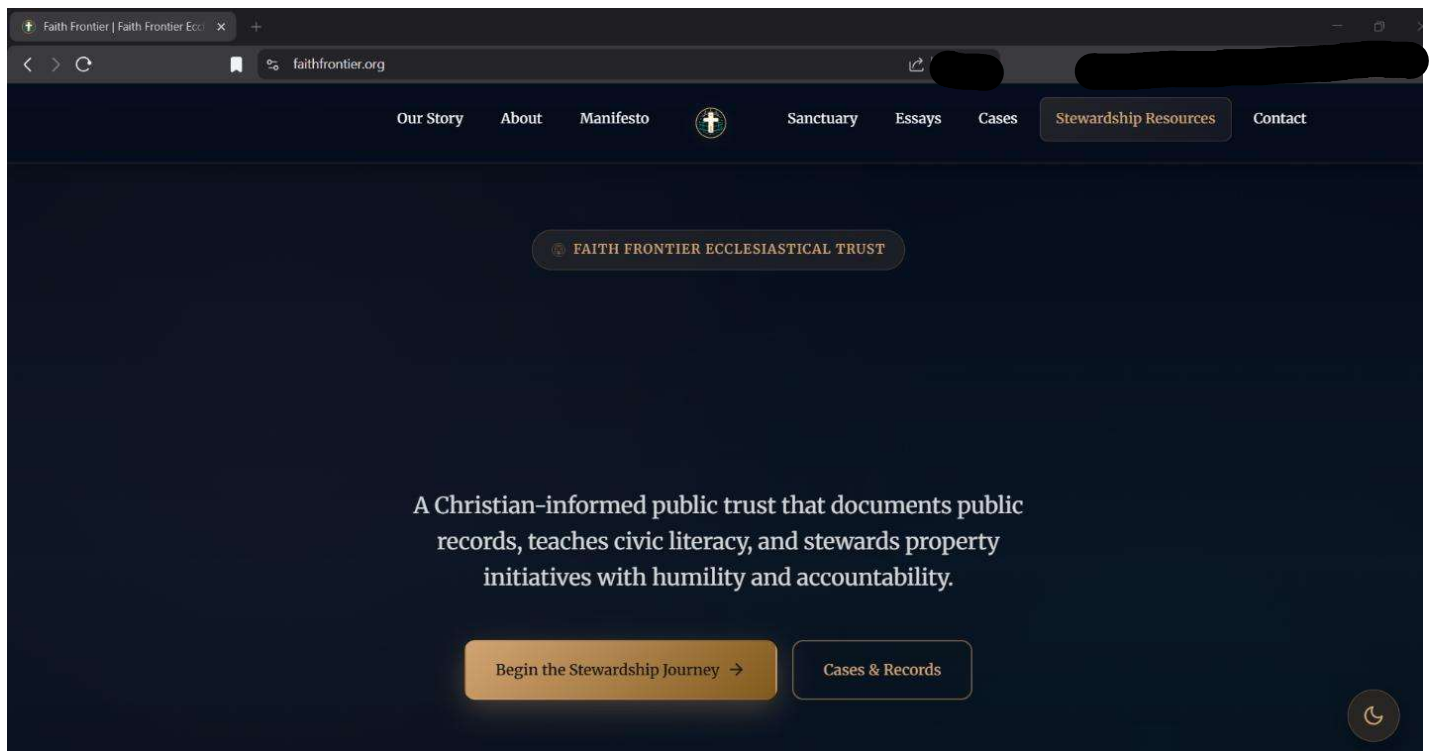 Faith Frontier | Faith Frontier Ecc
faithfrontier.org
Our Story About Manifesto Sanctuary Essays Cases Stewardship Resources Contact
FAITH FRONTIER ECCLESIASTICAL TRUST
A Christian-informed public trust that documents public
records, teaches civic literacy, and stewards property
initiatives with humility and accountability.
Begin the Stewardship Journey →
Cases & Records